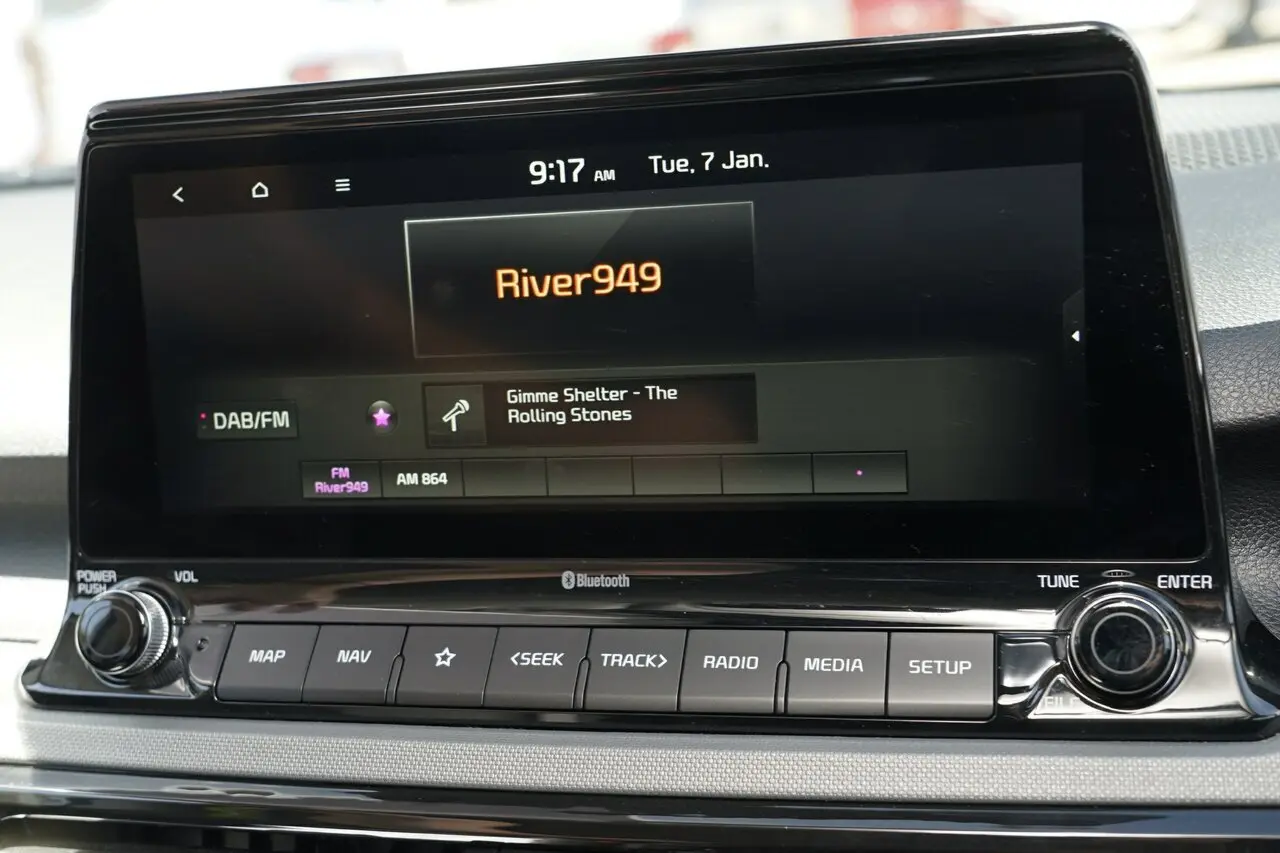 9:17 AM Tue, 7 Jan.
River949
Gimme Shelter - The
Rolling Stones
DAB/FM
FM
River949
AM 864
POWER
PUSH
VOL
Bluetooth
TUNE
ENTER
MAP
NAV
<SEEK
TRACK>
RADIO
MEDIA
SETUP
FILE